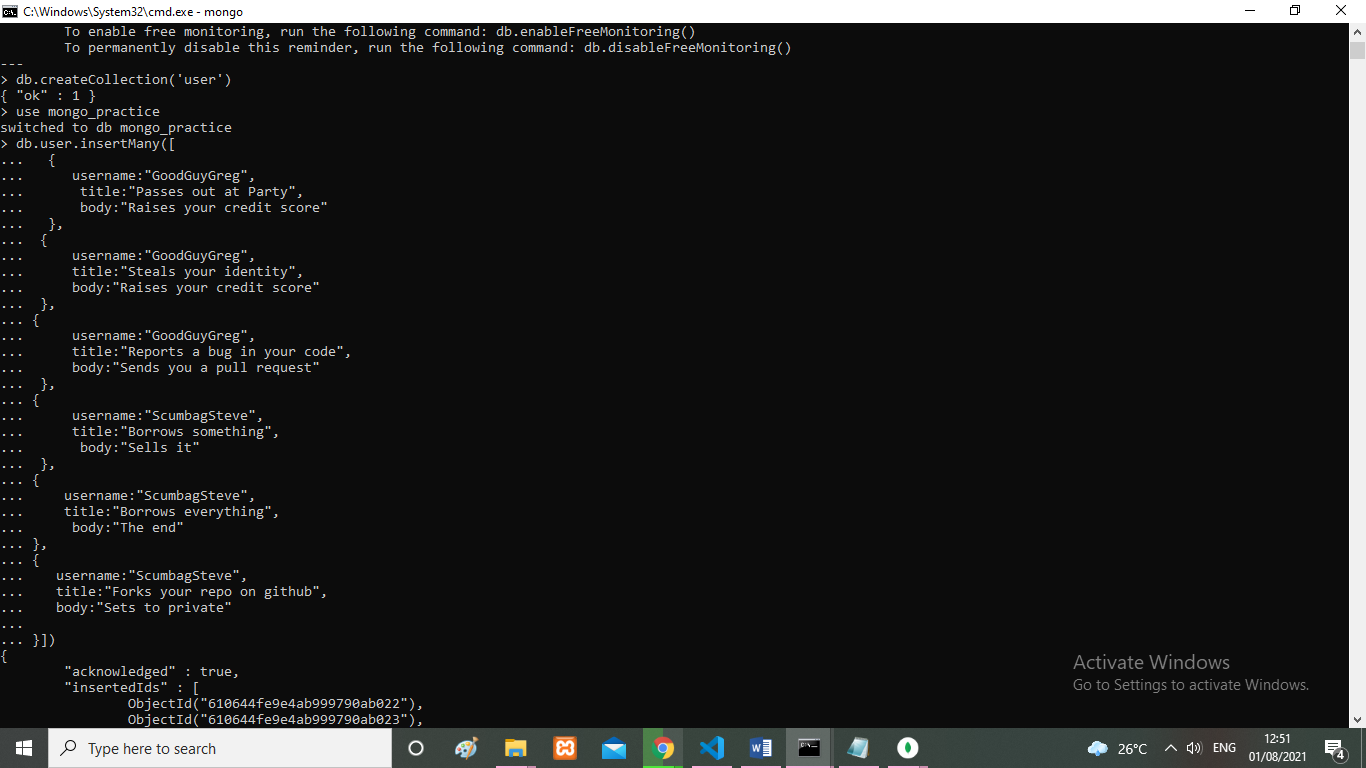 C:\Windows\System32\cmd.exe - mongo
To enable free monitoring, run the following command: db.enableFreeMonitoring()
To permanently disable this reminder, run the following command: db.disableFreeMonitoring()
---
> db.createCollection('user')
{ "ok" : 1 }
> use mongo_practice
switched to db mongo_practice
> db.user.insertMany([
...   {
...      username:"GoodGuyGreg",
...       title:"Passes out at Party",
...       body:"Raises your credit score"
...   },
...  {
...      username:"GoodGuyGreg",
...      title:"Steals your identity",
...      body:"Raises your credit score"
...  },
... {
...      username:"GoodGuyGreg",
...      title:"Reports a bug in your code",
...      body:"Sends you a pull request"
...  },
... {
...      username:"ScumbagSteve",
...      title:"Borrows something",
...       body:"Sells it"
...  },
... {
...     username:"ScumbagSteve",
...     title:"Borrows everything",
...      body:"The end"
... },
... {
...    username:"ScumbagSteve",
...    title:"Forks your repo on github",
...    body:"Sets to private"
...
... }])
{
"acknowledged" : true,
"insertedIds" : [
ObjectId("610644fe9e4ab999790ab022"),
ObjectId("610644fe9e4ab999790ab023"),
Activate Windows
Go to Settings to activate Windows.
Type here to search
26°C
ENG
12:51
01/08/2021
4